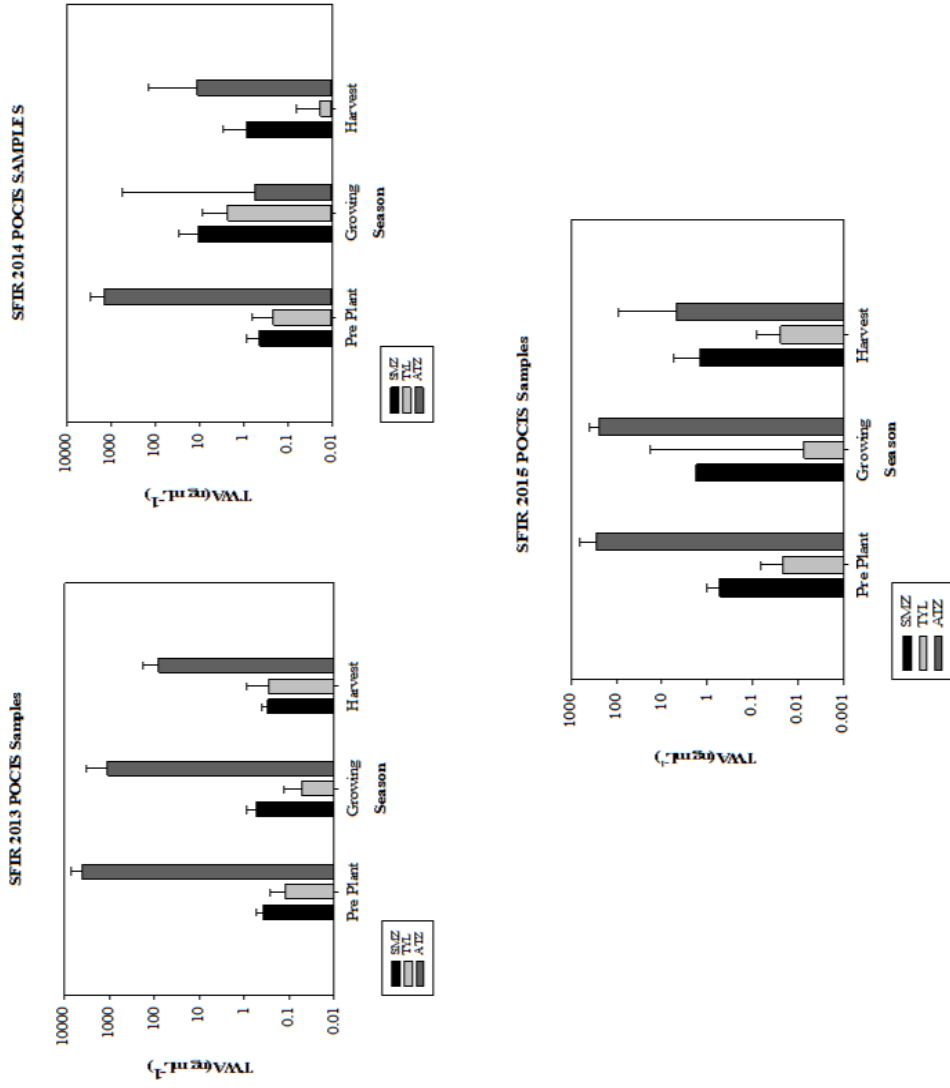 SFIR 2013 POCIS Samples
TWA (ng mL⁻¹)
10000
1000
100
10
1
0.1
0.01
Pre Plant
Growing
Harvest
Season
SMZ
TYL
ATZ
SFIR 2014 POCIS SAMPLES
TWA (ng mL⁻¹)
10000
1000
100
10
1
0.1
0.01
Pre Plant
Growing
Harvest
Season
SMZ
TYL
ATZ
SFIR 2015 POCIS Samples
TWA (ng mL⁻¹)
1000
100
10
1
0.1
0.01
0.001
Pre Plant
Growing
Harvest
Season
SMZ
TYL
ATZ